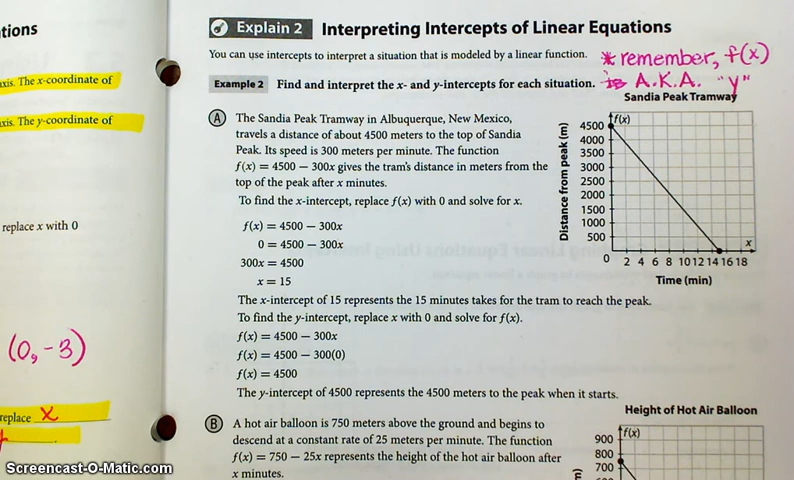 tions
axis. The x-coordinate of
axis. The y-coordinate of
replace x with 0
(0, -3)
replace x
Explain 2 Interpreting Intercepts of Linear Equations
You can use intercepts to interpret a situation that is modeled by a linear function.
* remember, f(x)
is A.K.A. "y"
Example 2 Find and interpret the x- and y-intercepts for each situation.
A The Sandia Peak Tramway in Albuquerque, New Mexico,
travels a distance of about 4500 meters to the top of Sandia
Peak. Its speed is 300 meters per minute. The function
f(x) = 4500 − 300x gives the tram's distance in meters from the
top of the peak after x minutes.
To find the x-intercept, replace f(x) with 0 and solve for x.
f(x) = 4500 − 300x
0 = 4500 − 300x
300x = 4500
x = 15
The x-intercept of 15 represents the 15 minutes takes for the tram to reach the peak.
To find the y-intercept, replace x with 0 and solve for f(x).
f(x) = 4500 − 300x
f(x) = 4500 − 300(0)
f(x) = 4500
The y-intercept of 4500 represents the 4500 meters to the peak when it starts.
Sandia Peak Tramway
f(x)
Distance from peak (m)
4500
4000
3500
3000
2500
2000
1500
1000
500
x
0 2 4 6 8 10 12 14 16 18
Time (min)
B A hot air balloon is 750 meters above the ground and begins to
descend at a constant rate of 25 meters per minute. The function
f(x) = 750 − 25x represents the height of the hot air balloon after
x minutes.
Height of Hot Air Balloon
f(x)
900
800
700
Screencast-O-Matic.com